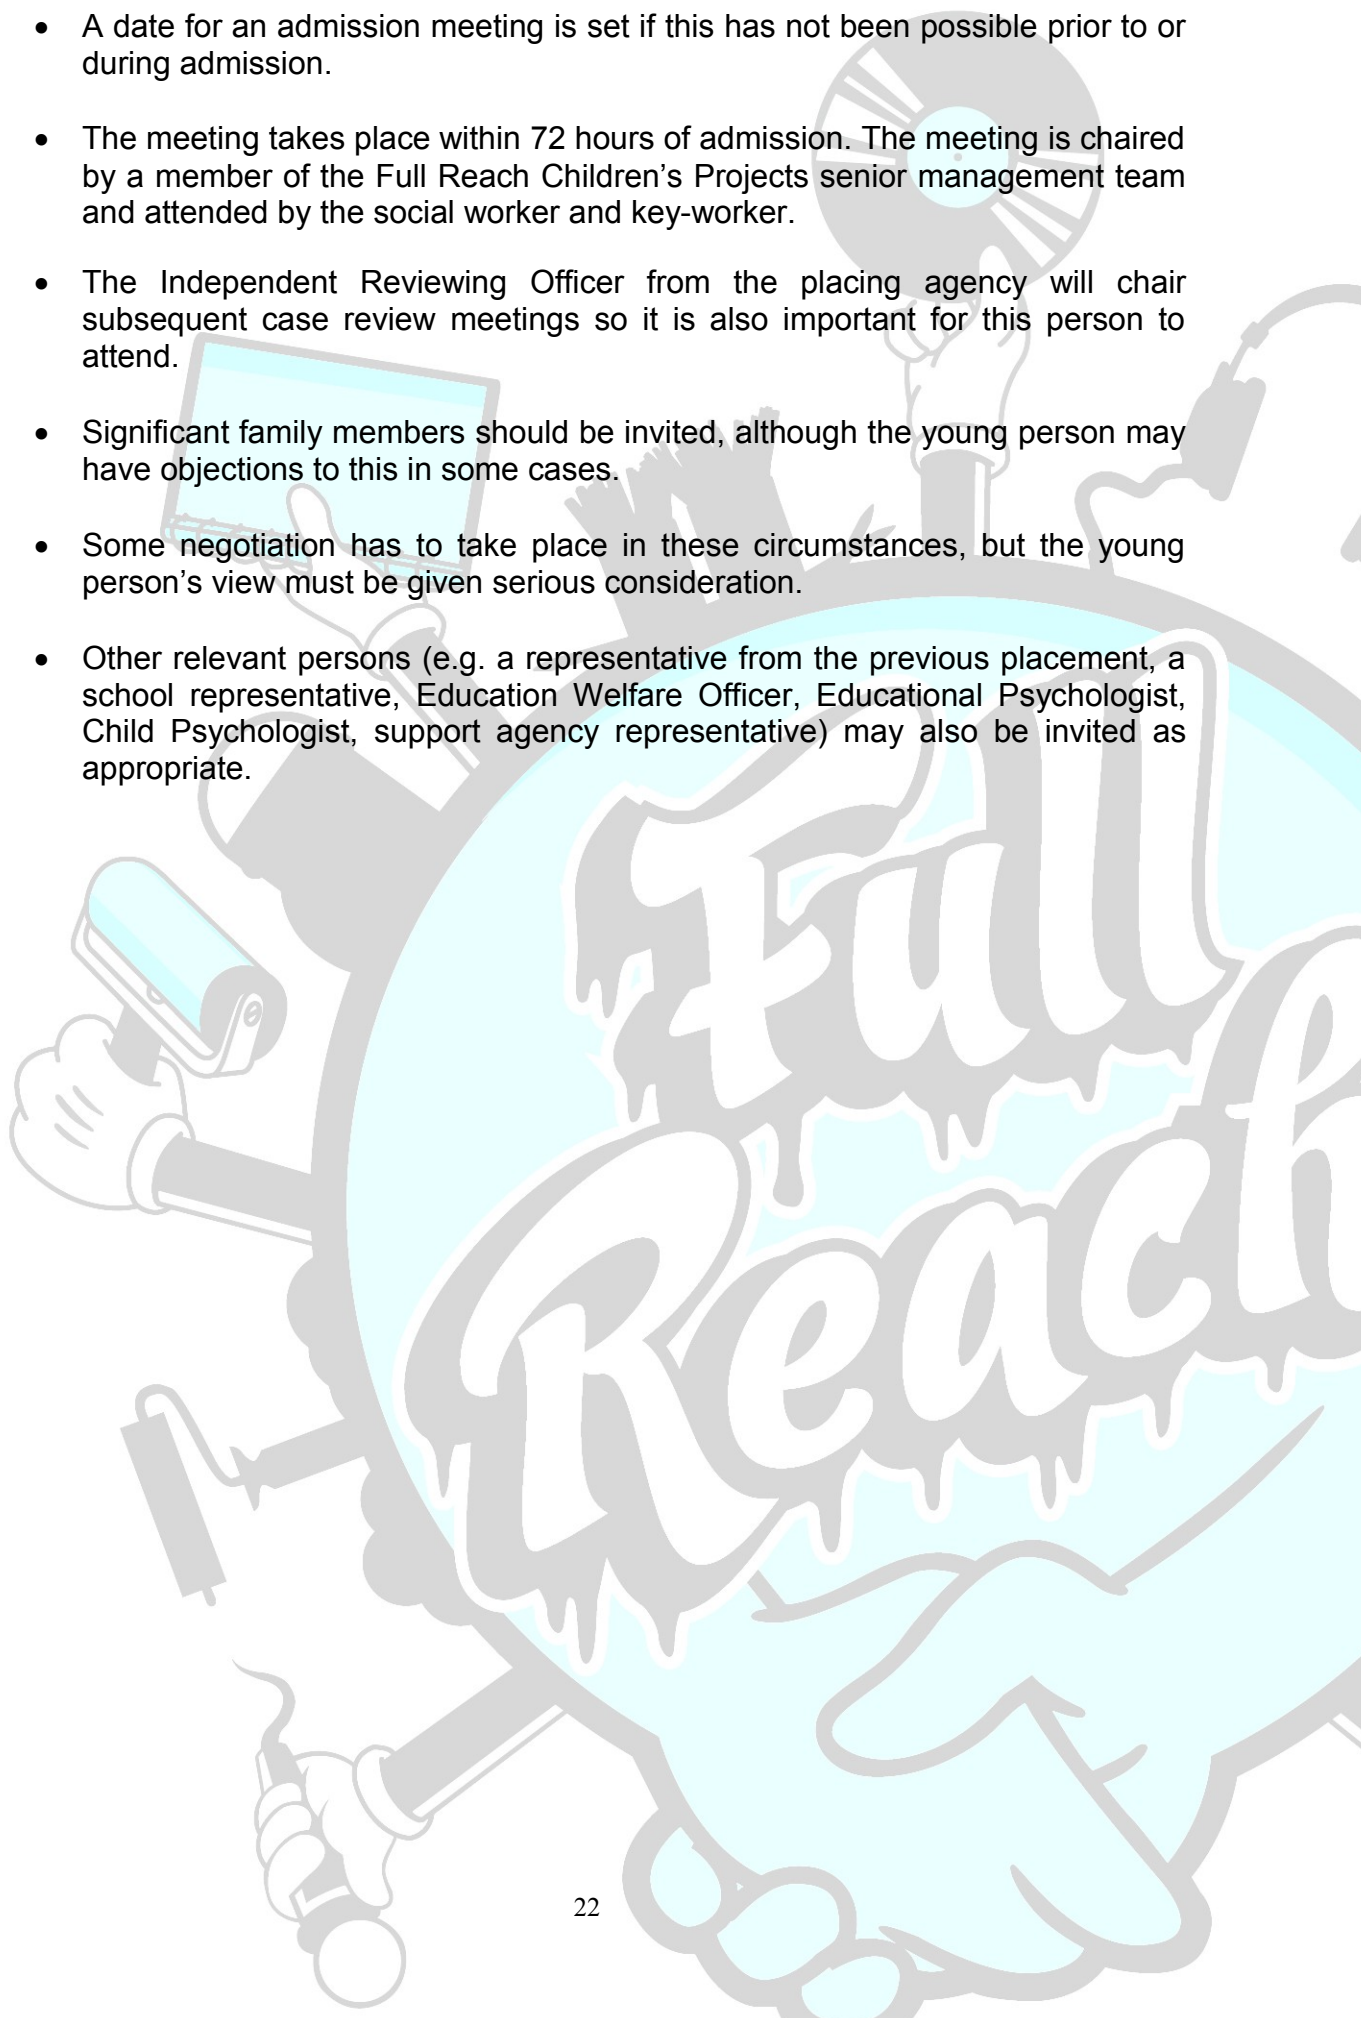 • A date for an admission meeting is set if this has not been possible prior to or
during admission.
• The meeting takes place within 72 hours of admission. The meeting is chaired
by a member of the Full Reach Children’s Projects senior management team
and attended by the social worker and key-worker.
• The Independent Reviewing Officer from the placing agency will chair
subsequent case review meetings so it is also important for this person to
attend.
• Significant family members should be invited, although the young person may
have objections to this in some cases.
• Some negotiation has to take place in these circumstances, but the young
person’s view must be given serious consideration.
• Other relevant persons (e.g. a representative from the previous placement, a
school representative, Education Welfare Officer, Educational Psychologist,
Child Psychologist, support agency representative) may also be invited as
appropriate.
Full
Reach
22